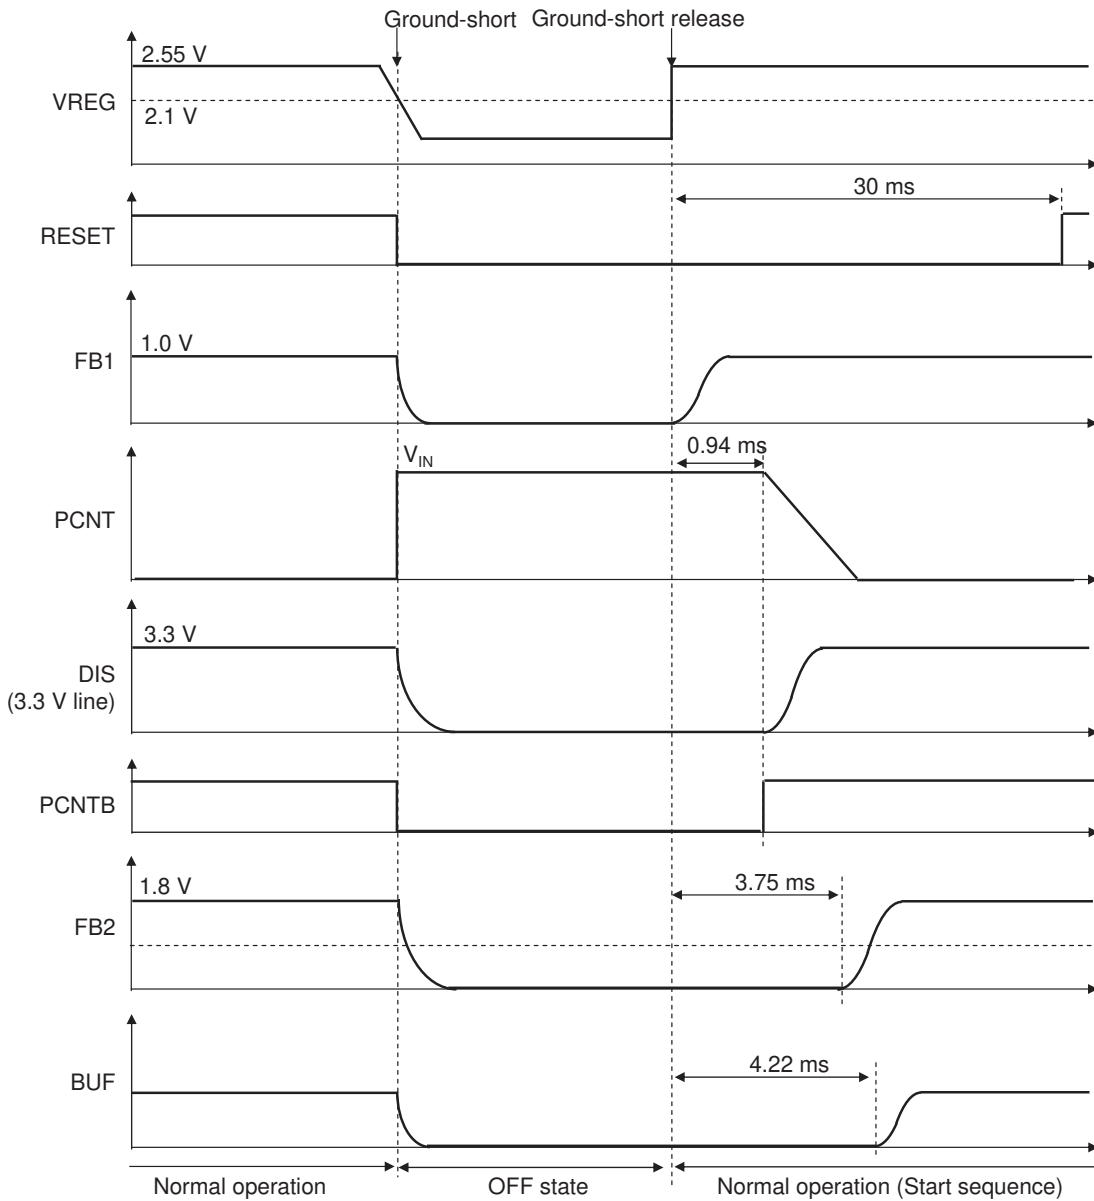 Ground-short
Ground-short release
2.55 V
VREG
2.1 V
30 ms
RESET
1.0 V
FB1
0.94 ms
VIN
PCNT
3.3 V
DIS
(3.3 V line)
PCNTB
1.8 V
3.75 ms
FB2
4.22 ms
BUF
Normal operation
OFF state
Normal operation (Start sequence)